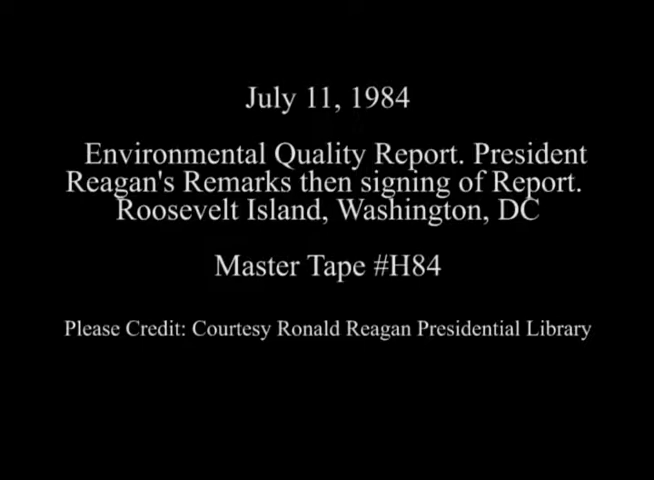 July 11, 1984
Environmental Quality Report. President
Reagan's Remarks then signing of Report.
Roosevelt Island, Washington, DC
Master Tape #H84
Please Credit: Courtesy Ronald Reagan Presidential Library